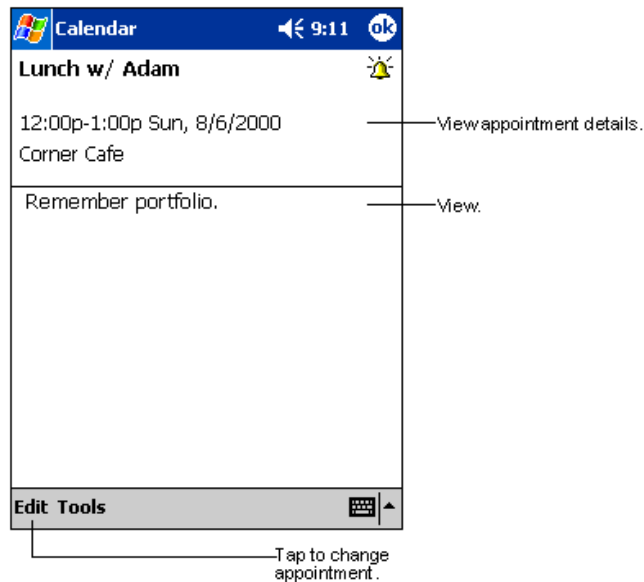 Calendar 9:11 ok
Lunch w/ Adam
12:00p-1:00p Sun, 8/6/2000
View appointment details.
Corner Cafe
Remember portfolio.
View.
Edit Tools
Tap to change
appointment.